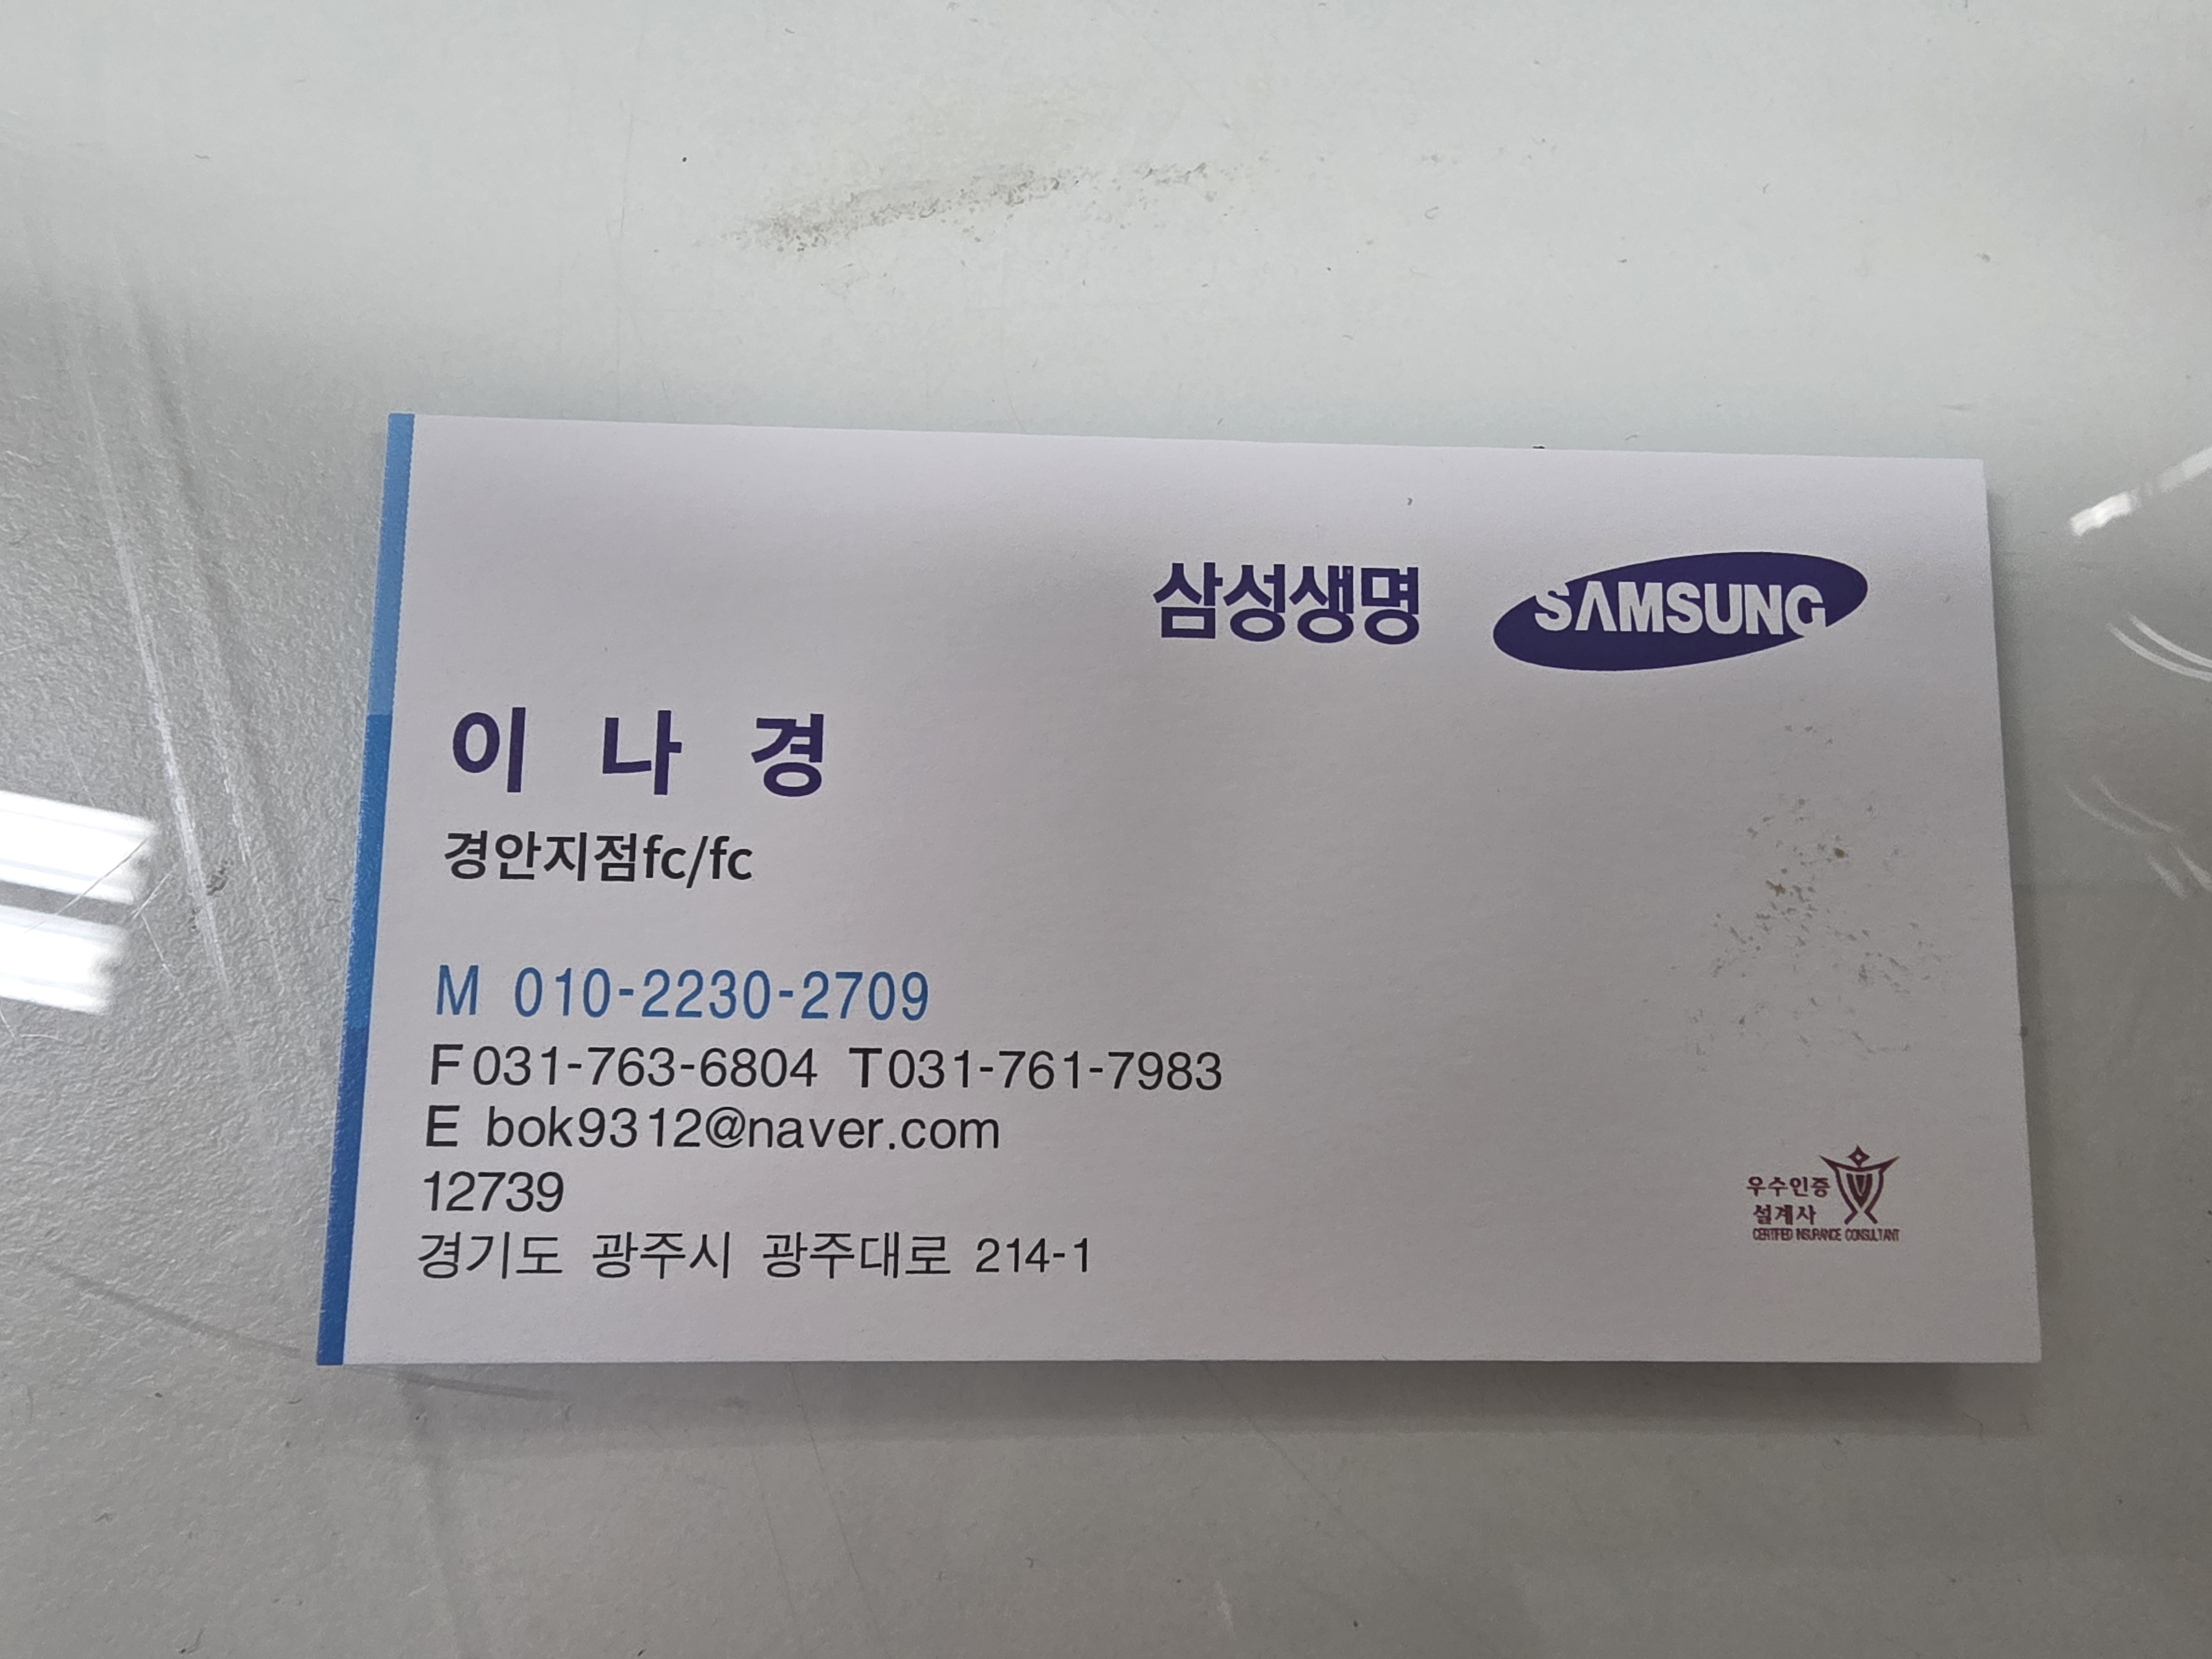 삼성생명 SAMSUNG
이 나 경
경안지점fc/fc
M 010-2230-2709
F 031-763-6804 T 031-761-7983
E bok9312@naver.com
12739
경기도 광주시 광주대로 214-1
우수인증
설계사
CERTIFIED INSURANCE CONSULTANT